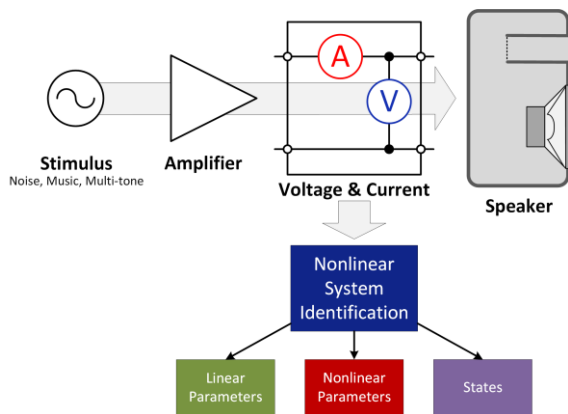 A
V
Stimulus
Noise, Music, Multi-tone
Amplifier
Voltage & Current
Speaker
Nonlinear
System
Identification
Linear
Parameters
Nonlinear
Parameters
States